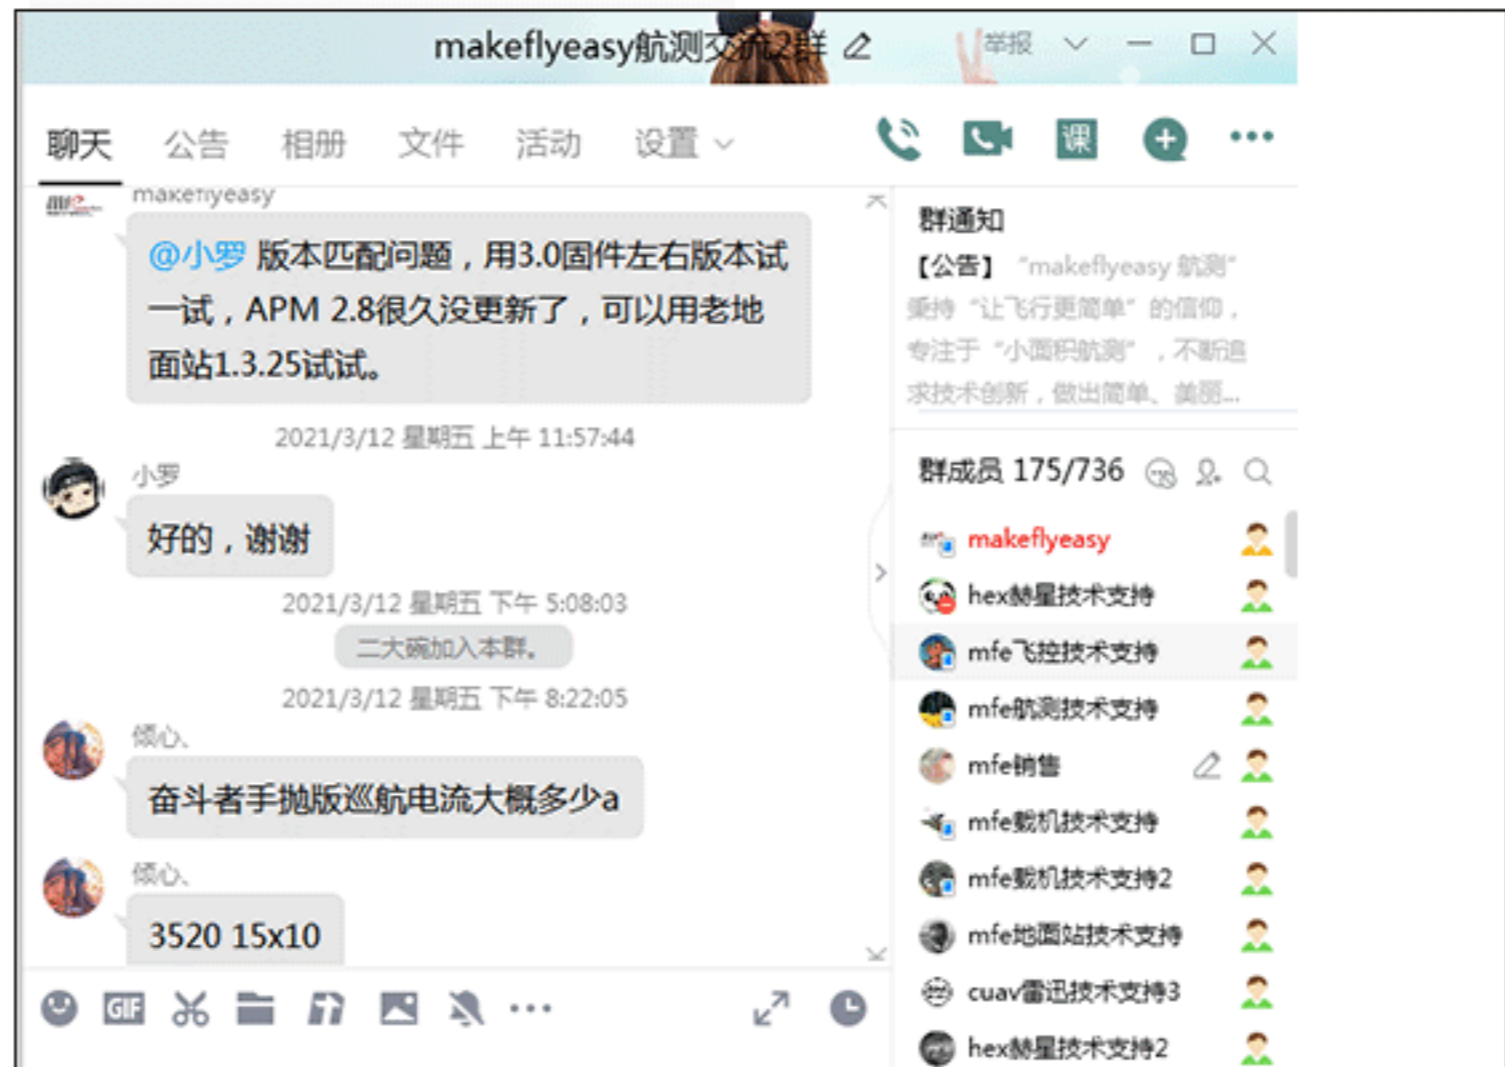 makeflyeasy航测交流2群
举报
聊天 公告 相册 文件 活动 设置
课
makeflyeasy
@小罗 版本匹配问题，用3.0固件左右版本试
一试，APM 2.8很久没更新了，可以用老地
面站1.3.25试试。
2021/3/12 星期五 上午 11:57:44
小罗
好的，谢谢
2021/3/12 星期五 下午 5:08:03
二大碗加入本群。
2021/3/12 星期五 下午 8:22:05
倾心、
奋斗者手抛版巡航电流大概多少a
倾心、
3520 15x10
GIF
群通知
【公告】 “makeflyeasy 航测”
秉持“让飞行更简单”的信仰，
专注于“小面积航测”，不断追
求技术创新，做出简单、美丽...
群成员 175/736
makeflyeasy
hex赫星技术支持
mfe飞控技术支持
mfe航测技术支持
mfe销售
mfe载机技术支持
mfe载机技术支持2
mfe地面站技术支持
cuav雷迅技术支持3
hex赫星技术支持2